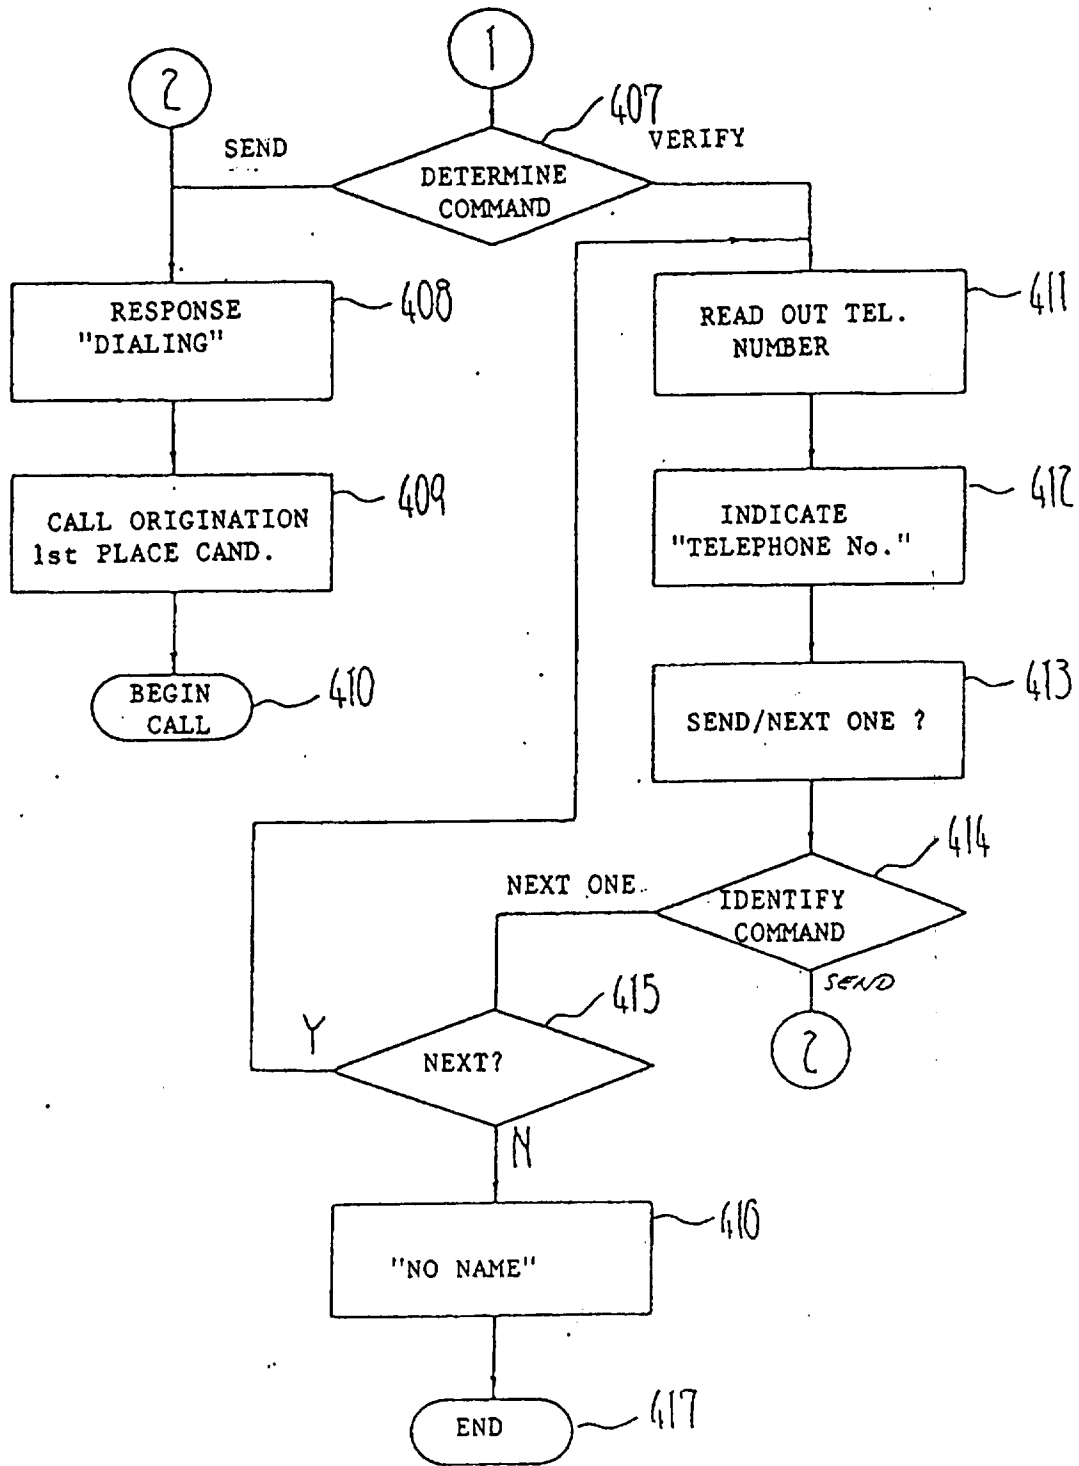 1
2
407
SEND
VERIFY
DETERMINE
COMMAND
408
RESPONSE
"DIALING"
411
READ OUT TEL.
NUMBER
409
CALL ORIGINATION
1st PLACE CAND.
412
INDICATE
"TELEPHONE No."
410
BEGIN
CALL
413
SEND/NEXT ONE ?
414
NEXT ONE
IDENTIFY
COMMAND
SEND
415
Y
NEXT?
2
N
416
"NO NAME"
417
END